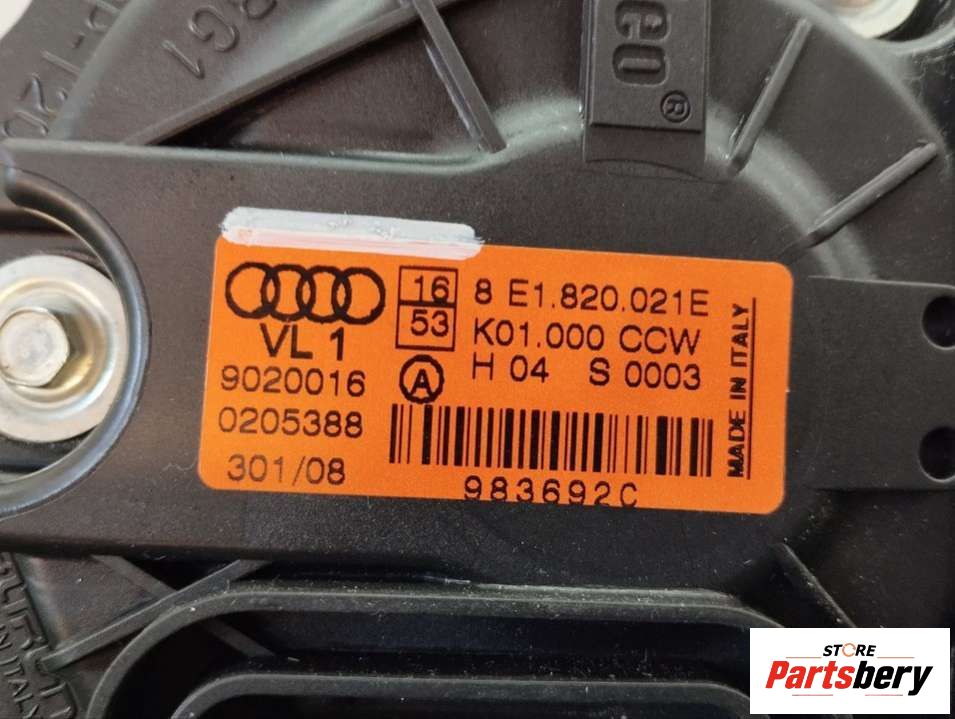 eco ®
VL 1
9020016
0205388
301/08
16
53
A
8 E1.820.021E
K01.000 CCW
H 04 S 0003
983692C
MADE IN ITALY
STORE
Partsbery